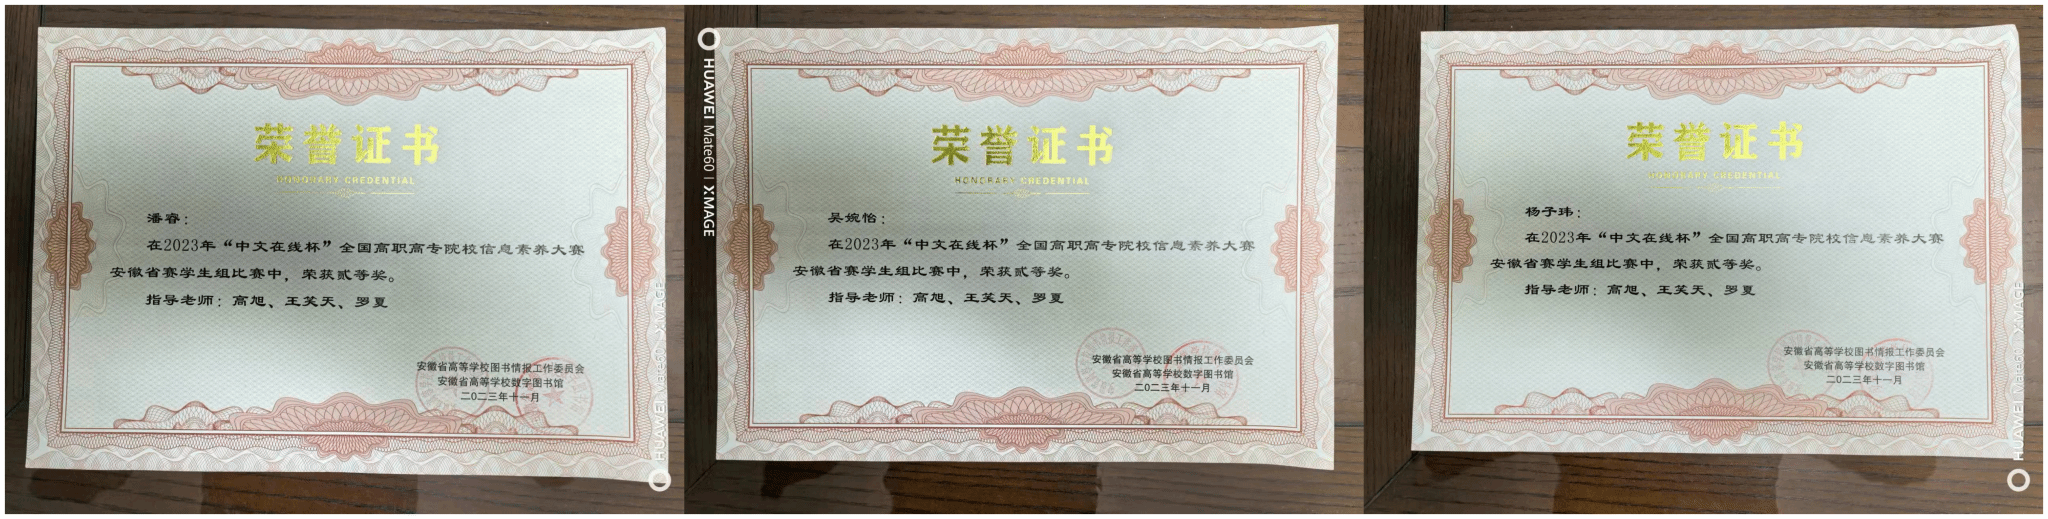 荣誉证书
HONORARY CREDENTIAL
潘睿：
在2023年“中文在线杯”全国高职高专院校信息素养大赛
安徽省赛学生组比赛中，荣获贰等奖。
指导老师：高旭、王芙天、罗夏
安徽省高等学校图书情报工作委员会
安徽省高等学校数字图书馆
二〇二三年十一月
HUAWEI Mate60 | XMAGE
HUAWEI Mate60 | XMAGE
荣誉证书
HONORARY CREDENTIAL
吴婉怡：
在2023年“中文在线杯”全国高职高专院校信息素养大赛
安徽省赛学生组比赛中，荣获贰等奖。
指导老师：高旭、王芙天、罗夏
安徽省高等学校图书情报工作委员会
安徽省高等学校数字图书馆
二〇二三年十一月
荣誉证书
HONORARY CREDENTIAL
杨子玮：
在2023年“中文在线杯”全国高职高专院校信息素养大赛
安徽省赛学生组比赛中，荣获贰等奖。
指导老师：高旭、王芙天、罗夏
安徽省高等学校图书情报工作委员会
安徽省高等学校数字图书馆
二〇二三年十一月
HUAWEI Mate60 | XMAGE